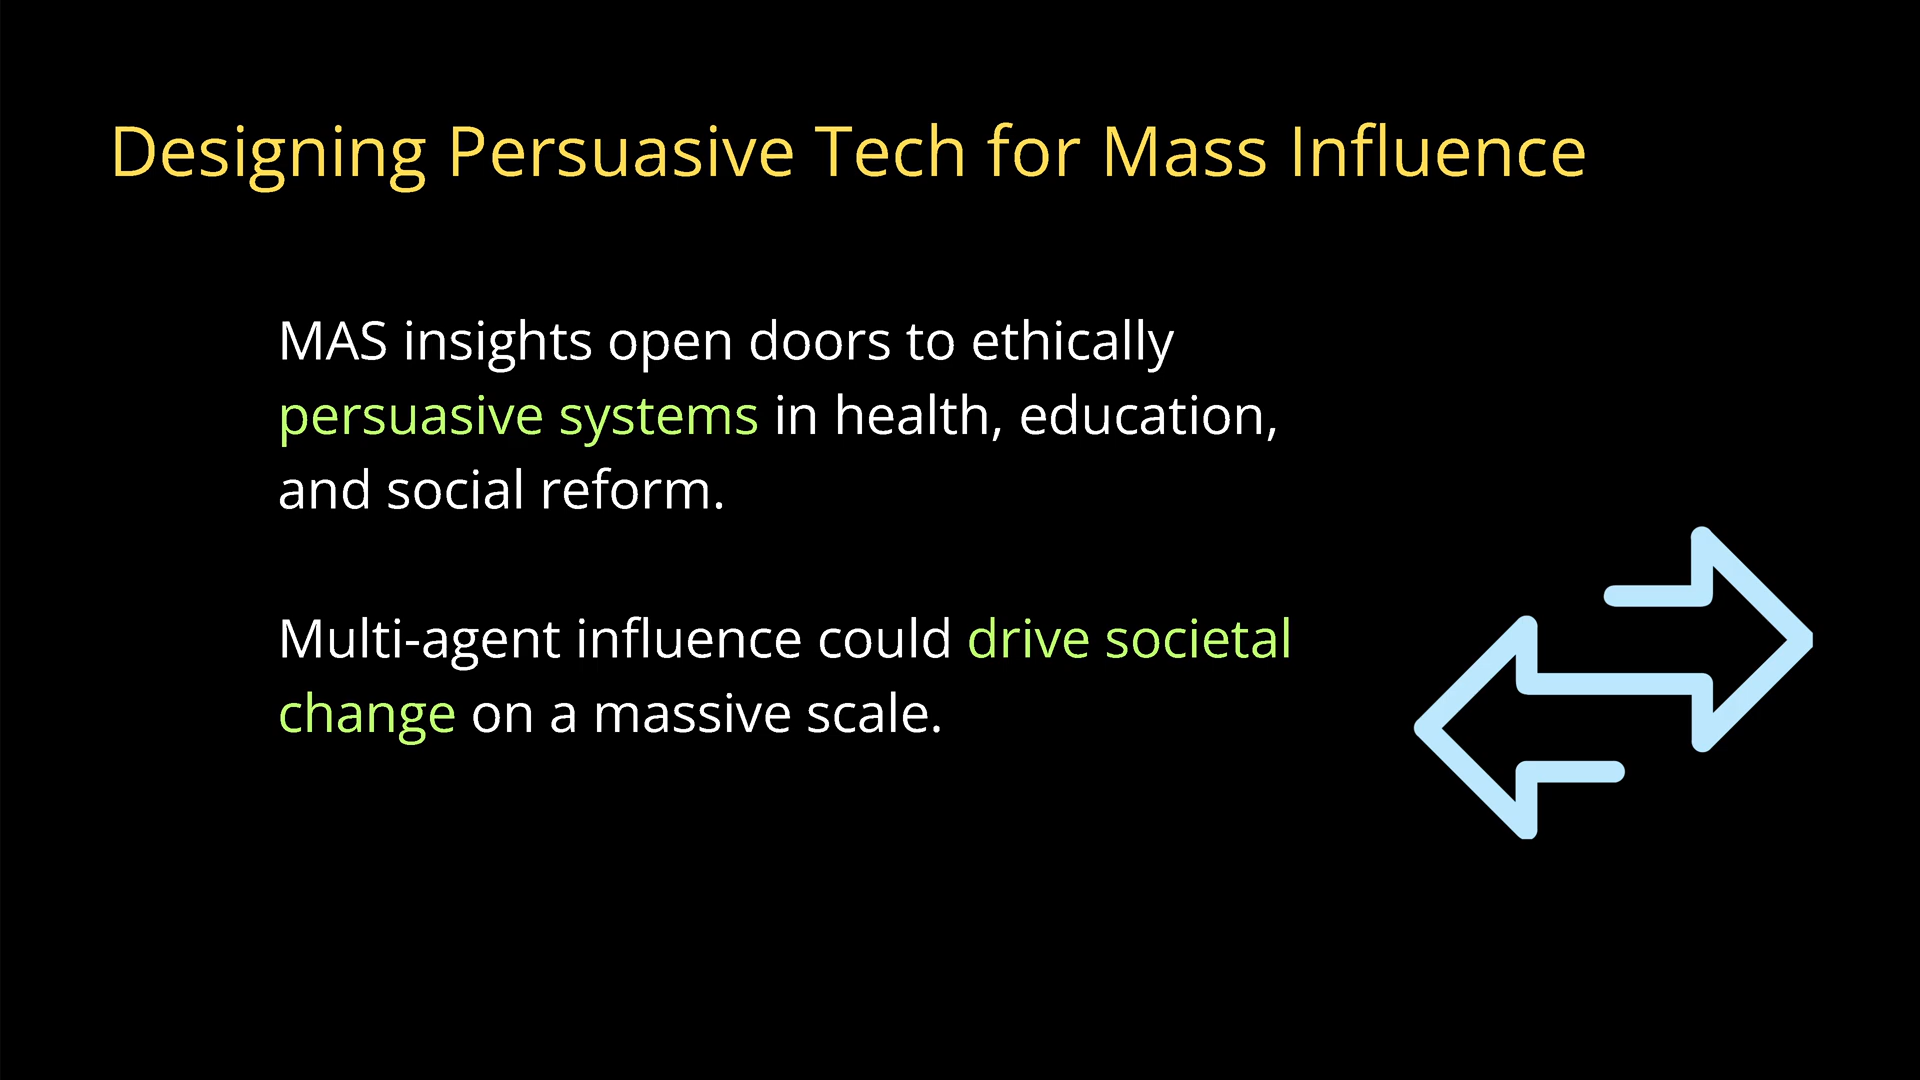 Designing Persuasive Tech for Mass Influence
MAS insights open doors to ethically
persuasive systems in health, education,
and social reform.
Multi-agent influence could drive societal
change on a massive scale.